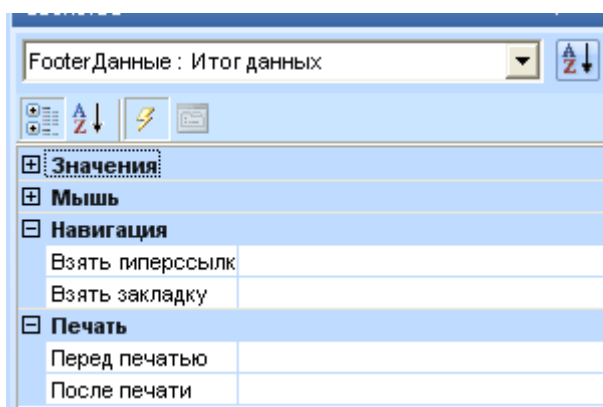 FooterДанные : Итог данных
Значения
Мышь
Навигация
Взять гиперссылк
Взять закладку
Печать
Перед печатью
После печати